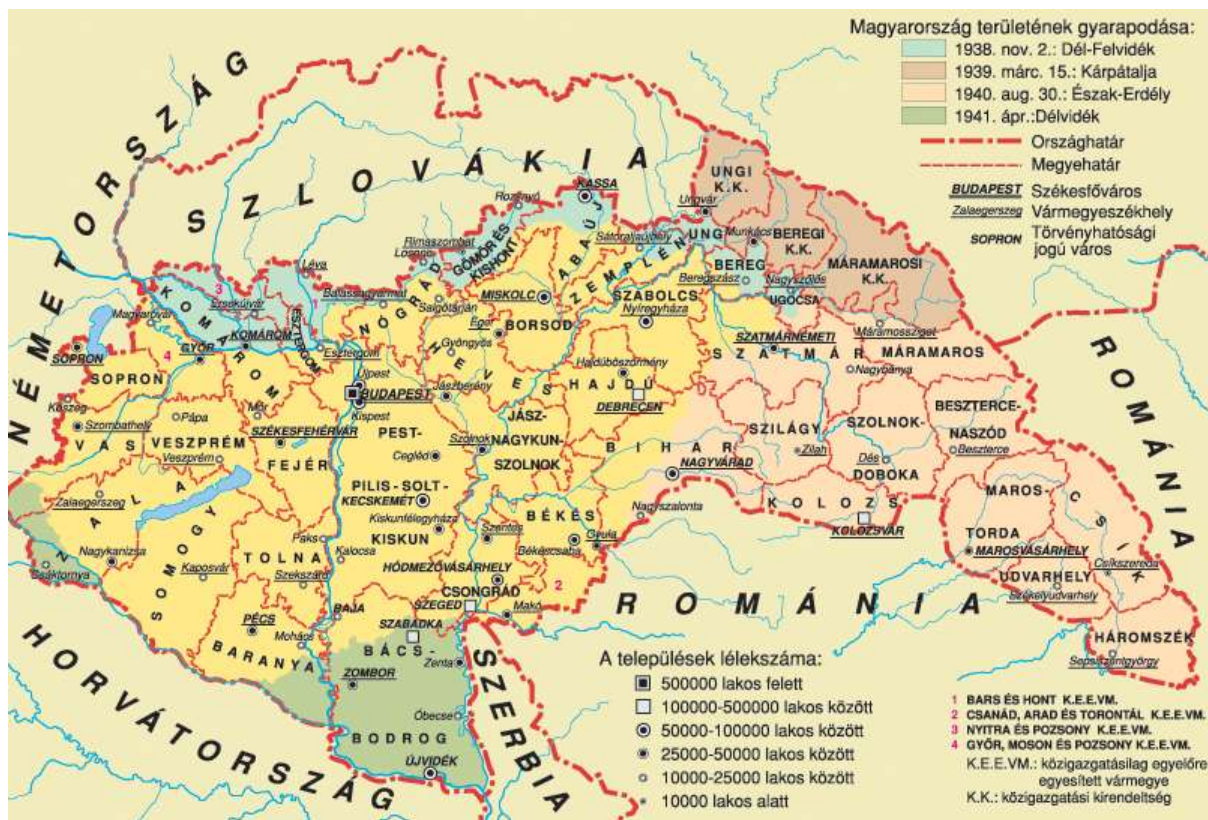 Magyarország területének gyarapodása:
1938. nov. 2.: Dél-Felvidék
1939. márc. 15.: Kárpátalja
1940. aug. 30.: Észak-Erdély
1941. ápr.:Délvidék
Országhatár
Megyehatár
BUDAPEST Székesfőváros
Zalaegerszeg Vármegyeszékhely
SOPRON Törvényhatósági
jogú város
NÉMETORSZÁG
SZLOVÁKIA
ROMÁNIA
ROMÁNIA
SZERBIA
HORVÁTORSZÁG
KASSA
Rozsnyó
Ungvár
UNGI
K.K.
Rimaszombat
Losonc
GÖMÖR ÉS
KISHONT
ABAÚJ
Sátoraljaújhely
ZEMPLÉN
UNG
Munkács
BEREGI
K.K.
BEREG
Beregszász
Nagyszőlős
UGOCSA
MÁRAMAROSI
K.K.
Máramarossziget
Léva
3
1
Balassagyarmat
Érsekújvár
KOMÁROM
Magyaróvár
KOMÁROM
ESZTERGOM
Esztergom
NÓGRÁD
Salgótarján
MISKOLC
BORSOD
SZABOLCS
Nyíregyháza
SZATMÁRNÉMETI
SZATMÁR
MÁRAMAROS
Nagybánya
SOPRON
4
GYŐR
SOPRON
Eger
Gyöngyös
HEVES
Hajdúböszörmény
HAJDÚ
DEBRECEN
Újpest
BUDAPEST
Kispest
Jászberény
Kőszeg
Szombathely
VAS
Pápa
VESZPRÉM
Veszprém
Mór
SZÉKESFEHÉRVÁR
FEJÉR
PEST-
Cegléd
PILIS-SOLT-
KECSKEMÉT
Kiskunfélegyháza
KISKUN
JÁSZ-
NAGYKUN-
SZOLNOK
Szolnok
BIHAR
NAGYVÁRAD
SZILÁGY
Zilah
SZOLNOK-
Dés
DOBOKA
BESZTERCE-
NASZÓD
Beszterce
KOLOZS
KOLOZSVÁR
Nagyszalonta
MAROS-
TORDA
MAROSVÁSÁRHELY
CSÍK
Csíkszereda
UDVARHELY
Székelyudvarhely
HÁROMSZÉK
Sepsiszentgyörgy
Zalaegerszeg
ZALA
Nagykanizsa
Csáktornya
SOMOGY
Kaposvár
TOLNA
Szekszárd
Paks
Kalocsa
BÉKÉS
Szentes
Gyula
Békéscsaba
HÓDMEZŐVÁSÁRHELY
CSONGRÁD
SZEGED
Makó
2
PÉCS
BARANYA
Mohács
BAJA
SZABADKA
BÁCS-
ZOMBOR
Zenta
Óbecse
BODROG
ÚJVIDÉK
A települések lélekszáma:
500000 lakos felett
100000-500000 lakos között
50000-100000 lakos között
25000-50000 lakos között
10000-25000 lakos között
10000 lakos alatt
1 BARS ÉS HONT K.E.E.VM.
2 CSANÁD, ARAD ÉS TORONTÁL K.E.E.VM.
3 NYITRA ÉS POZSONY K.E.E.VM.
4 GYŐR, MOSON ÉS POZSONY K.E.E.VM.
K.E.E.VM.: közigazgatásilag egyelőre
egyesített vármegye
K.K.: közigazgatási kirendeltség